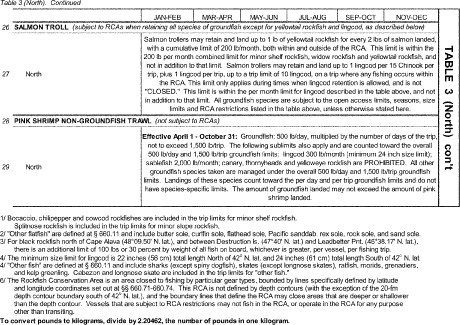 Table 3 (North). Continued
JAN-FEB MAR-APR MAY-JUN JUL-AUG SEP-OCT NOV-DEC
26 SALMON TROLL (subject to RCAs when retaining all species of groundfish except for yellowtail rockfish and lingcod, as described below)
Salmon trollers may retain and land up to 1 lb of yellowtail rockfish for every 2 lbs of salmon landed,
with a cumulative limit of 200 lb/month, both within and outside of the RCA. This limit is within the
200 lb per month combined limit for minor shelf rockfish, widow rockfish and yellowtail rockfish, and
not in addition to that limit. Salmon trollers may retain and land up to 1 lingcod per 15 Chinook per
trip, plus 1 lingcod per trip, up to a trip limit of 10 lingcod, on a trip where any fishing occurs within
27 North
the RCA. This limit only applies during times when lingcod retention is allowed, and is not
"CLOSED." This limit is within the per month limit for lingcod described in the table above, and not
in addition to that limit. All groundfish species are subject to the open access limits, seasons, size
limits and RCA restrictions listed in the table above, unless otherwise stated here.
28 PINK SHRIMP NON-GROUNDFISH TRAWL (not subject to RCAs)
Effective April 1 - October 31: Groundfish: 500 lb/day, multiplied by the number of days of the trip,
not to exceed 1,500 lb/trip. The following sublimits also apply and are counted toward the overall
500 lb/day and 1,500 lb/trip groundfish limits: lingcod 300 lb/month (minimum 24 inch size limit);
sablefish 2,000 lb/month; canary, thornyheads and yelloweye rockfish are PROHIBITED. All other
29 North
groundfish species taken are managed under the overall 500 lb/day and 1,500 lb/trip groundfish
limits. Landings of these species count toward the per day and per trip groundfish limits and do not
have species-specific limits. The amount of groundfish landed may not exceed the amount of pink
shrimp landed.
TABLE 3 (North) con't
1/ Bocaccio, chilipepper and cowcod rockfishes are included in the trip limits for minor shelf rockfish.
Splitnose rockfish is included in the trip limits for minor slope rockfish.
2/ "Other flatfish" are defined at § 660.11 and include butter sole, curlfin sole, flathead sole, Pacific sanddab, rex sole, rock sole, and sand sole.
3/ For black rockfish north of Cape Alava (48°09.50' N. lat.), and between Destruction Is. (47°40' N. lat.) and Leadbetter Pnt. (46°38.17' N. lat.),
there is an additional limit of 100 lbs or 30 percent by weight of all fish on board, whichever is greater, per vessel, per fishing trip.
4/ The minimum size limit for lingcod is 22 inches (56 cm) total length North of 42° N. lat. and 24 inches (61 cm) total length South of 42° N. lat.
5/ "Other fish" are defined at § 660.11 and include sharks (except spiny dogfish), skates (except longnose skates), ratfish, morids, grenadiers,
and kelp greenling. Cabezon and longnose skate are included in the trip limits for "other fish."
6/ The Rockfish Conservation Area is an area closed to fishing by particular gear types, bounded by lines specifically defined by latitude
and longitude coordinates set out at §§ 660.71-660.74. This RCA is not defined by depth contours (with the exception of the 20-fm
depth contour boundary south of 42° N. lat.), and the boundary lines that define the RCA may close areas that are deeper or shallower
than the depth contour. Vessels that are subject to RCA restrictions may not fish in the RCA, or operate in the RCA for any purpose
other than transiting.
To convert pounds to kilograms, divide by 2.20462, the number of pounds in one kilogram.